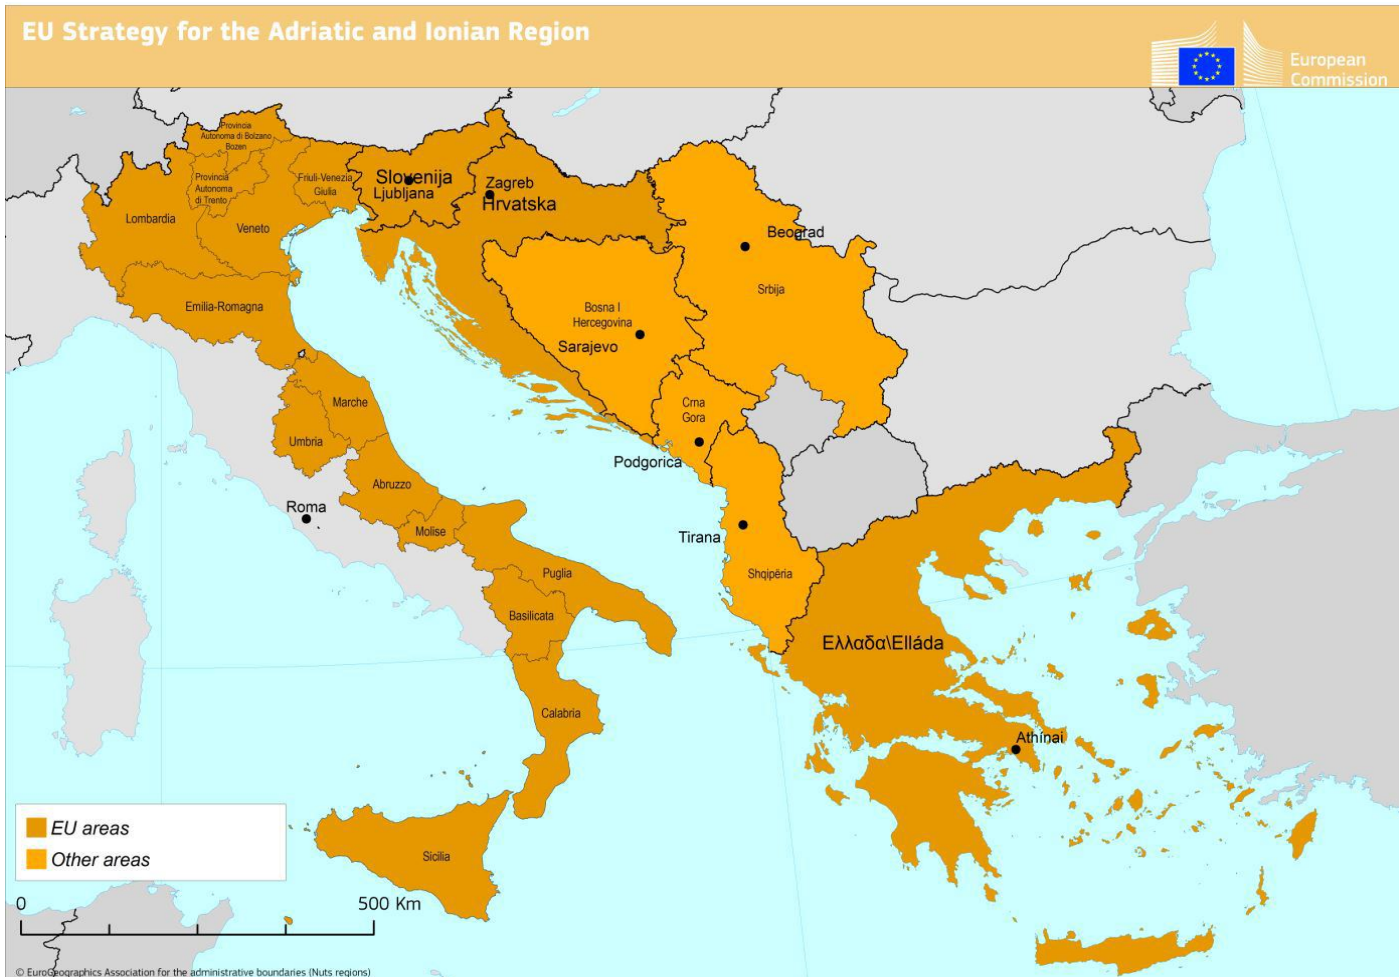 EU Strategy for the Adriatic and Ionian Region
European
Commission
Provincia
Autonoma di Bolzano
Bozen
Provincia
Autonoma
di Trento
Friuli-Venezia
Giulia
Lombardia
Veneto
Emilia-Romagna
Slovenija
Ljubljana
Zagreb
Hrvatska
Beograd
Srbija
Bosna I
Hercegovina
Sarajevo
Marche
Umbria
Crna
Gora
Podgorica
Abruzzo
Roma
Molise
Tirana
Puglia
Shqipëria
Basilicata
Ελλαδα\Elláda
Calabria
Athínai
EU areas
Other areas
Sicilia
0 500 Km
© EuroGeographics Association for the administrative boundaries (Nuts regions)